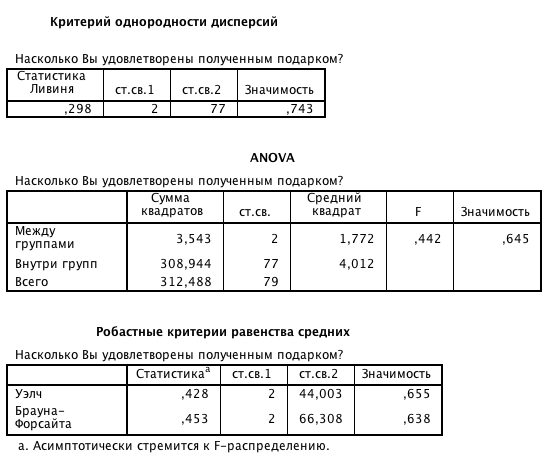 Критерий однородности дисперсий
Насколько Вы удовлетворены полученным подарком?
Статистика Ливиня ст.св.1 ст.св.2 Значимость
,298 2 77 ,743
ANOVA
Насколько Вы удовлетворены полученным подарком?
Сумма квадратов ст.св. Средний квадрат F Значимость
Между группами 3,543 2 1,772 ,442 ,645
Внутри групп 308,944 77 4,012
Всего 312,488 79
Робастные критерии равенства средних
Насколько Вы удовлетворены полученным подарком?
Статистикаa ст.св.1 ст.св.2 Значимость
Уэлч ,428 2 44,003 ,655
Брауна-Форсайта ,453 2 66,308 ,638
a. Асимптотически стремится к F-распределению.